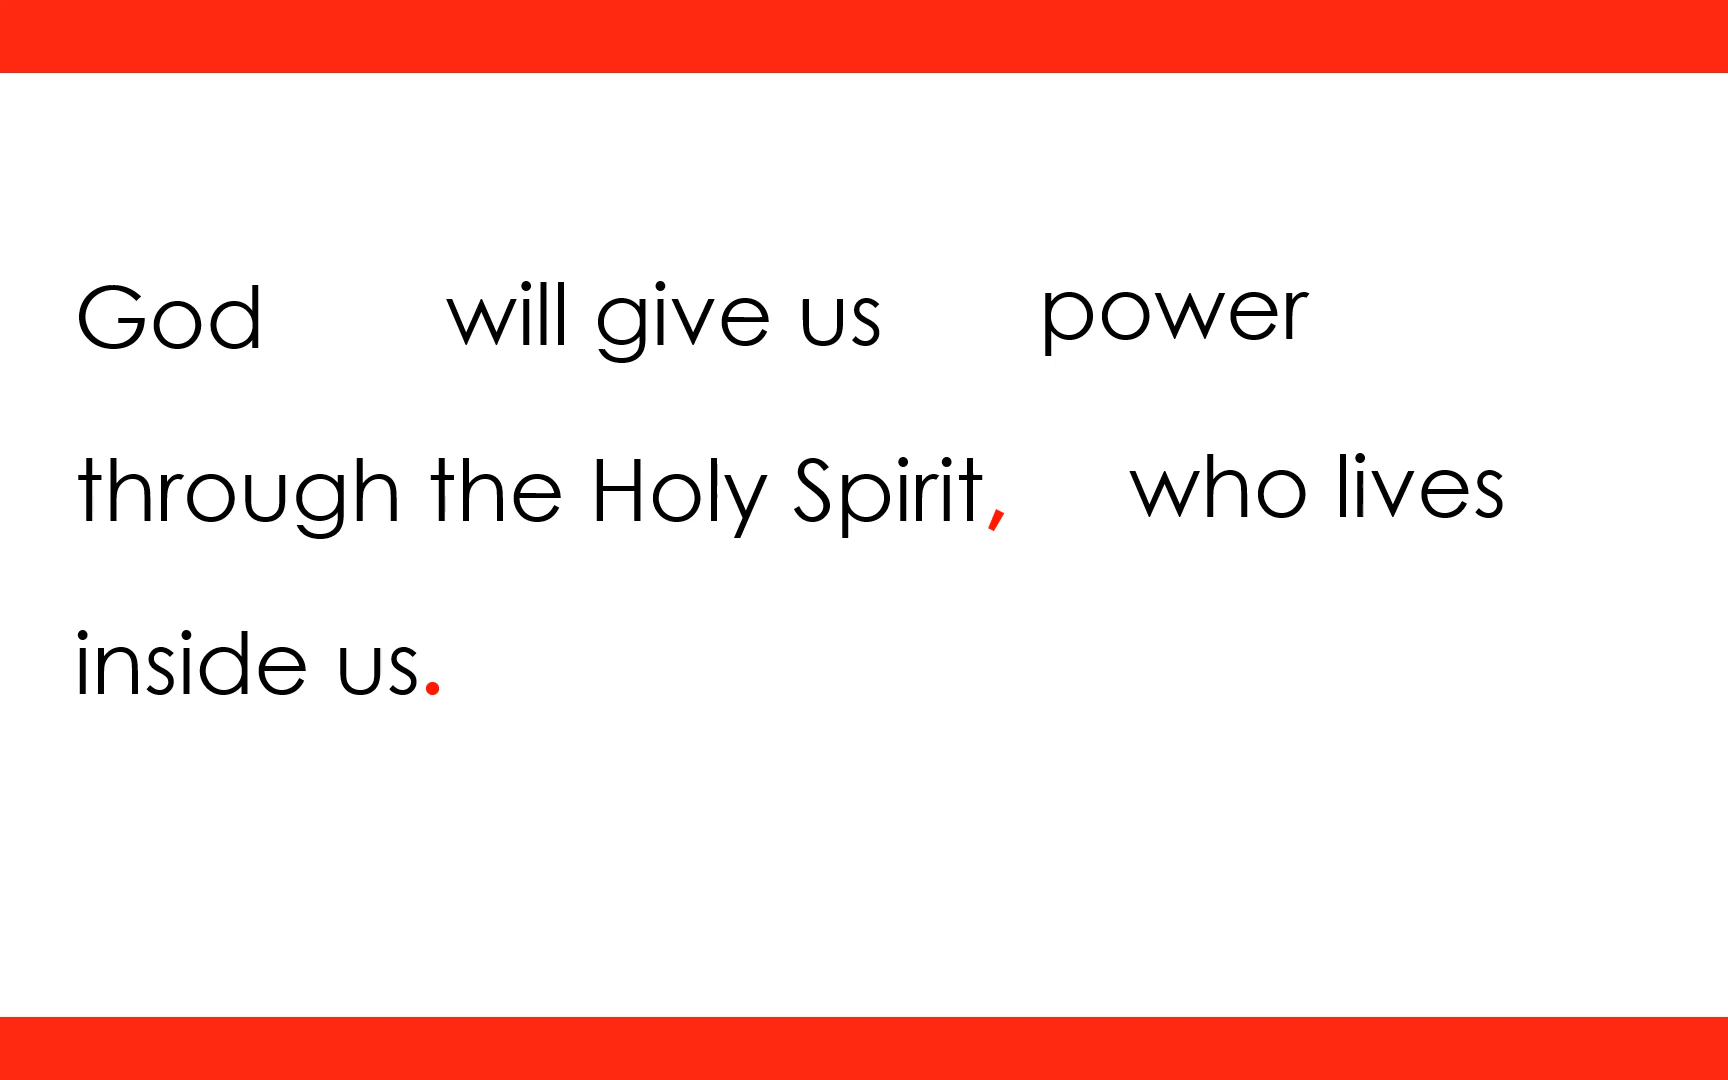 God will give us power
through the Holy Spirit, who lives
inside us.